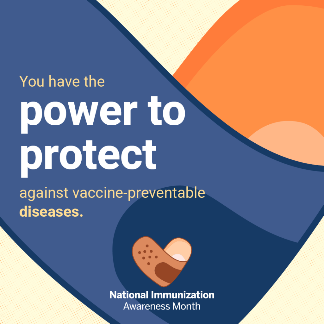 You have the
power to
protect
against vaccine-preventable
diseases.
National Immunization
Awareness Month